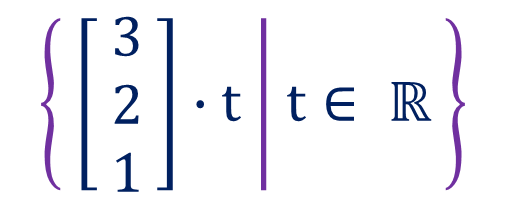 { [ 3 2 1 ] · t | t ∈ ℝ }